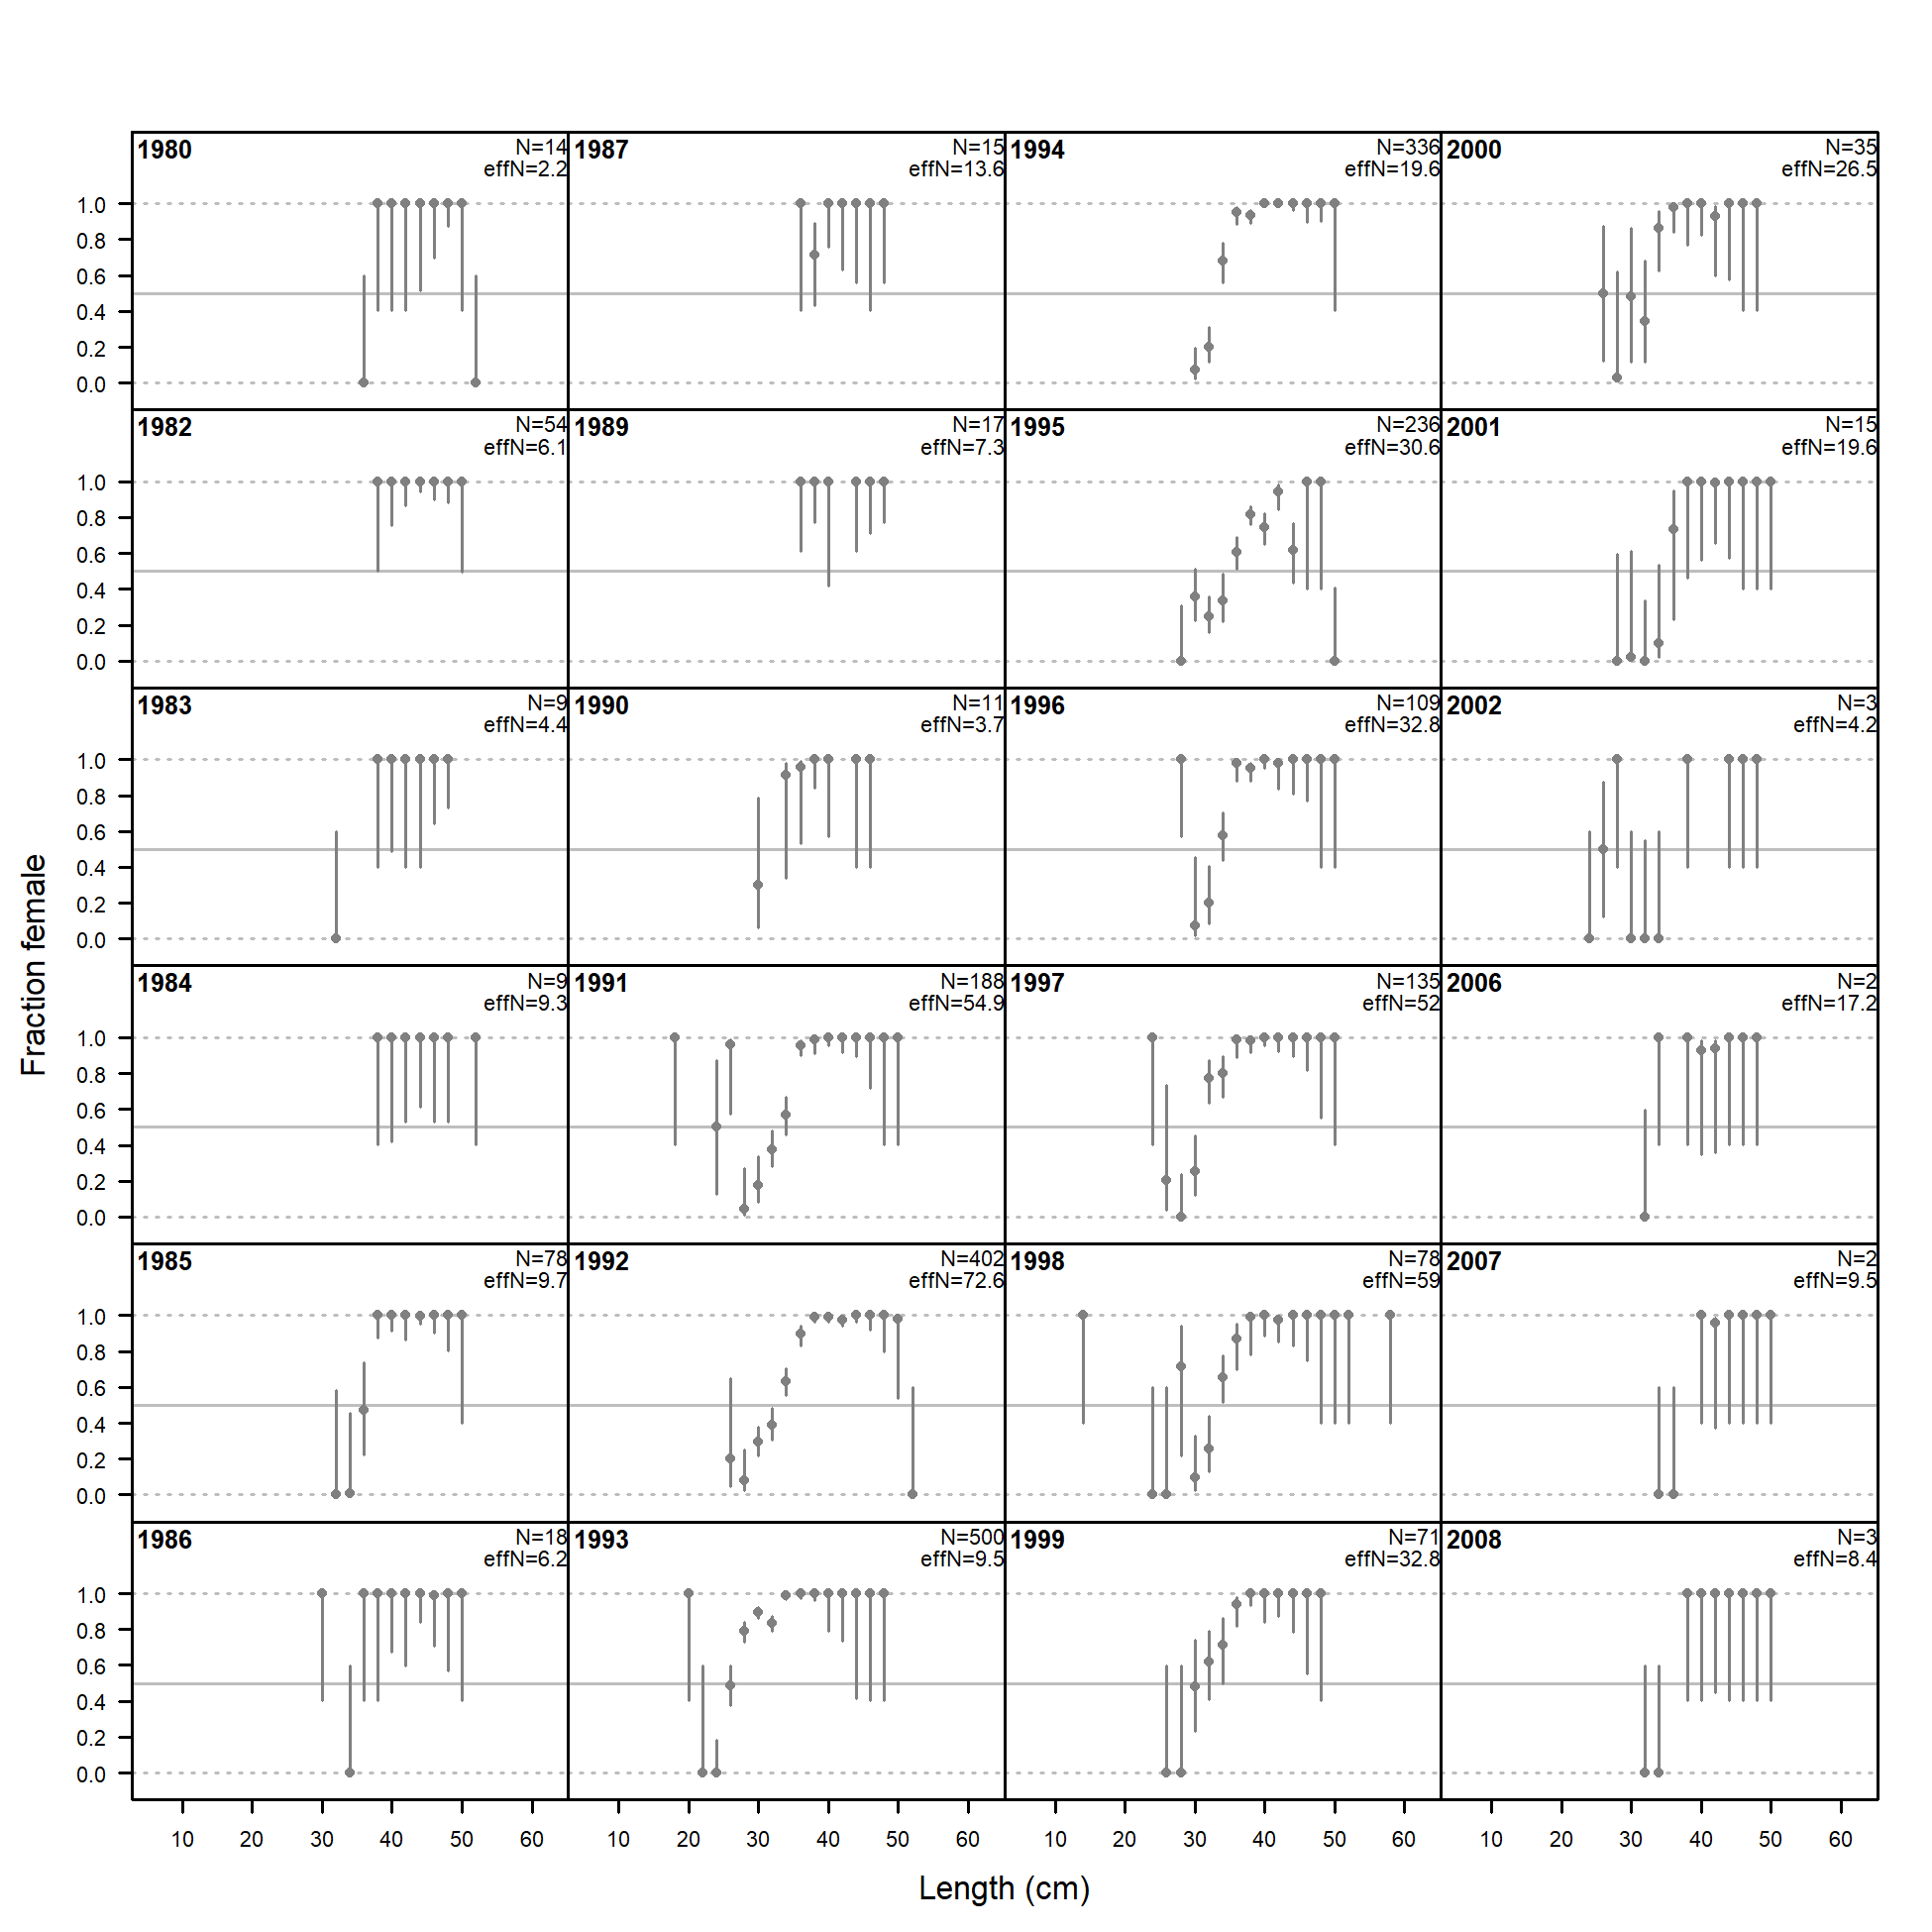 1980 N=14 1987 N=15 1994 N=336 2000 N=35
effN=2.2 effN=13.6 effN=19.6 effN=26.5
1.0
0.8
0.6
0.4
0.2
0.0
1982 N=54 1989 N=17 1995 N=236 2001 N=15
effN=6.1 effN=7.3 effN=30.6 effN=19.6
1.0
0.8
0.6
0.4
0.2
0.0
1983 N=9 1990 N=11 1996 N=109 2002 N=3
effN=4.4 effN=3.7 effN=32.8 effN=4.2
1.0
0.8
0.6
0.4
0.2
0.0
Fraction female
1984 N=9 1991 N=188 1997 N=135 2006 N=2
effN=9.3 effN=54.9 effN=52 effN=17.2
1.0
0.8
0.6
0.4
0.2
0.0
1985 N=78 1992 N=402 1998 N=78 2007 N=2
effN=9.7 effN=72.6 effN=59 effN=9.5
1.0
0.8
0.6
0.4
0.2
0.0
1986 N=18 1993 N=500 1999 N=71 2008 N=3
effN=6.2 effN=9.5 effN=32.8 effN=8.4
1.0
0.8
0.6
0.4
0.2
0.0
10 20 30 40 50 60 10 20 30 40 50 60 10 20 30 40 50 60 10 20 30 40 50 60
Length (cm)